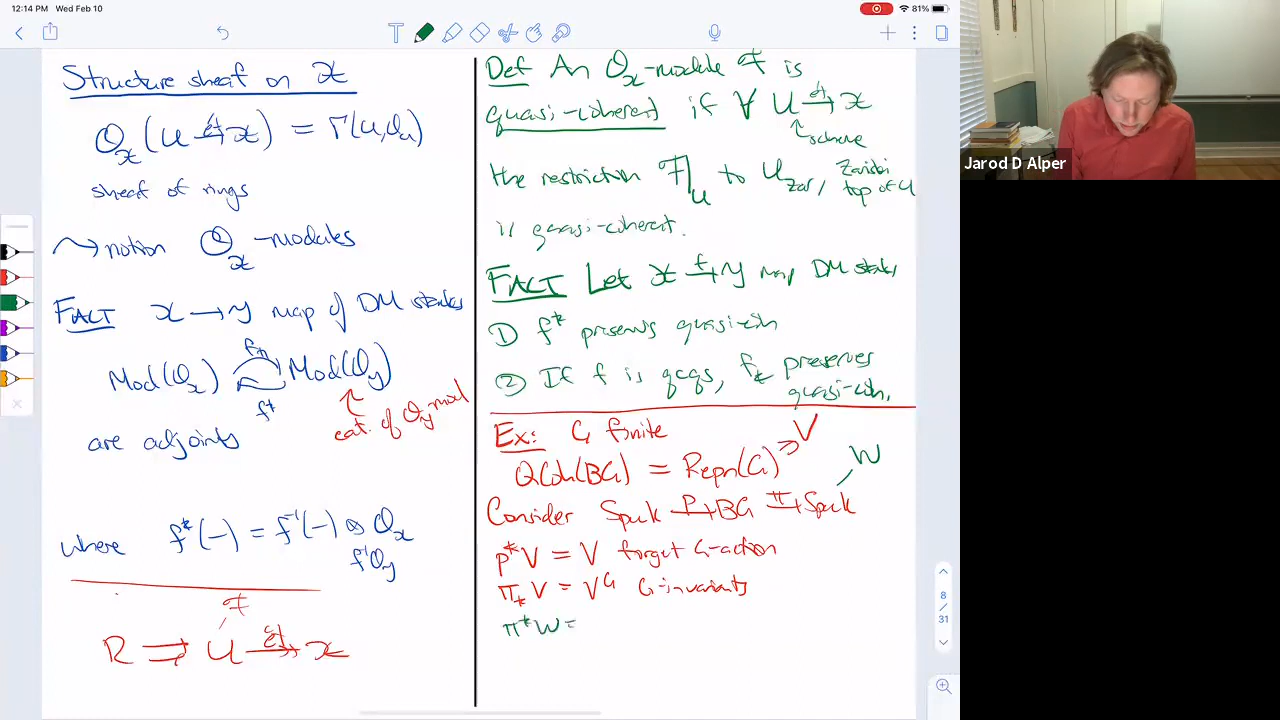 12:14 PM Wed Feb 10
81%
Structure sheaf on 𝒳
O_𝒳 (U ét→ 𝒳) = Γ(U, O_U)
sheaf of rings
⇝ notion O_𝒳-modules
FACT 𝒳 → 𝒴 map of DM stacks
Mod(O_𝒳) f_* ⇄ f^* Mod(O_𝒴)
are adjoints
cat. of O_𝒴 mod
where f^*(-) = f^{-1}(-) ⊗_{f^{-1}O_𝒴} O_𝒳
F
R ⇉ U ét→ 𝒳
Def An O_𝒳-module F is
quasi-coherent if ∀ U ét→ 𝒳
scheme
the restriction F|_U to U_zar, Zariski top of U
is quasi-coherent.
FACT Let 𝒳 f→ 𝒴 map DM stacks
① f^* preserves quasi-coh
② If f is qcqs, f_* preserves quasi-coh.
Ex: G finite
QCoh(BG) = Repn(G) ∋ V
W
Consider Spec k p→ BG π→ Spec k
p^*V = V forget G-action
π_*V = V^G G-invariants
π^*W =
8
/
31
Jarod D Alper